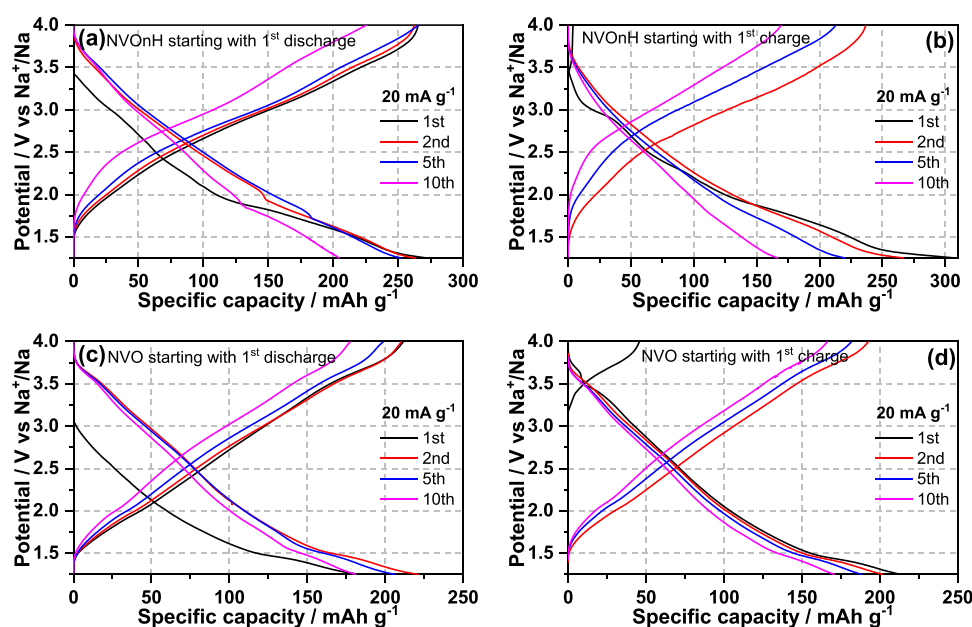 (a)
NVOnH starting with 1st discharge
20 mA g-1
1st
2nd
5th
10th
4.0
3.5
3.0
2.5
2.0
1.5
Potential / V vs Na+/Na
0 50 100 150 200 250 300
Specific capacity / mAh g-1
NVOnH starting with 1st charge
(b)
20 mA g-1
1st
2nd
5th
10th
4.0
3.5
3.0
2.5
2.0
1.5
Potential / V vs Na+/Na
0 50 100 150 200 250 300
Specific capacity / mAh g-1
(c)
NVO starting with 1st discharge
20 mA g-1
1st
2nd
5th
10th
4.0
3.5
3.0
2.5
2.0
1.5
Potential / V vs Na+/Na
0 50 100 150 200 250
Specific capacity / mAh g-1
NVO starting with 1st charge
(d)
20 mA g-1
1st
2nd
5th
10th
4.0
3.5
3.0
2.5
2.0
1.5
Potential / V vs Na+/Na
0 50 100 150 200 250
Specific capacity / mAh g-1